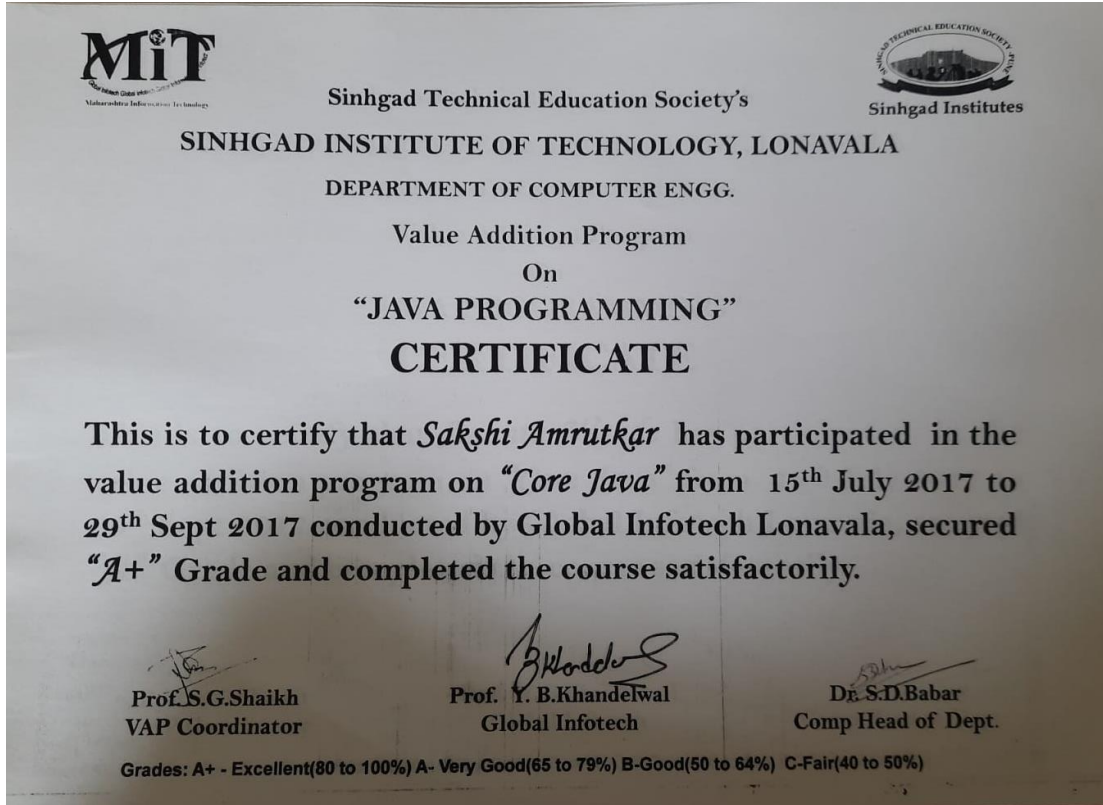 MiT
Maharashtra Information Technology
SINHGAD TECHNICAL EDUCATION SOCIETY PUNE
Sinhgad Institutes
Sinhgad Technical Education Society's
SINHGAD INSTITUTE OF TECHNOLOGY, LONAVALA
DEPARTMENT OF COMPUTER ENGG.
Value Addition Program
On
“JAVA PROGRAMMING”
CERTIFICATE
This is to certify that Sakshi Amrutkar has participated in the
value addition program on “Core Java” from 15th July 2017 to
29th Sept 2017 conducted by Global Infotech Lonavala, secured
“A+” Grade and completed the course satisfactorily.
Prof. S.G.Shaikh
VAP Coordinator
Prof. Y. B.Khandelwal
Global Infotech
Dr. S.D.Babar
Comp Head of Dept.
Grades: A+ - Excellent(80 to 100%) A- Very Good(65 to 79%) B-Good(50 to 64%) C-Fair(40 to 50%)